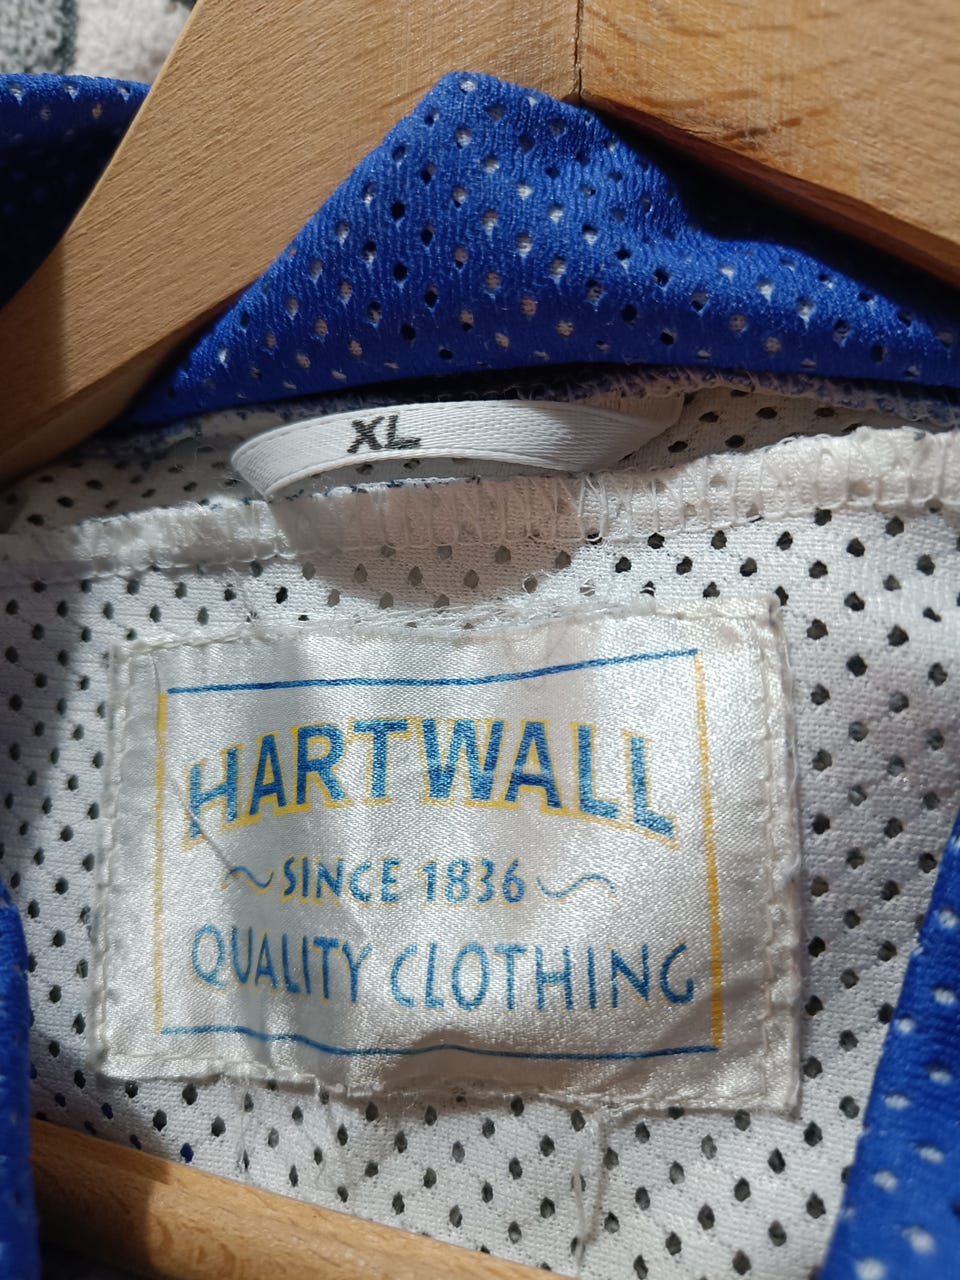 XL
HARTWALL
~SINCE 1836~
QUALITY CLOTHING